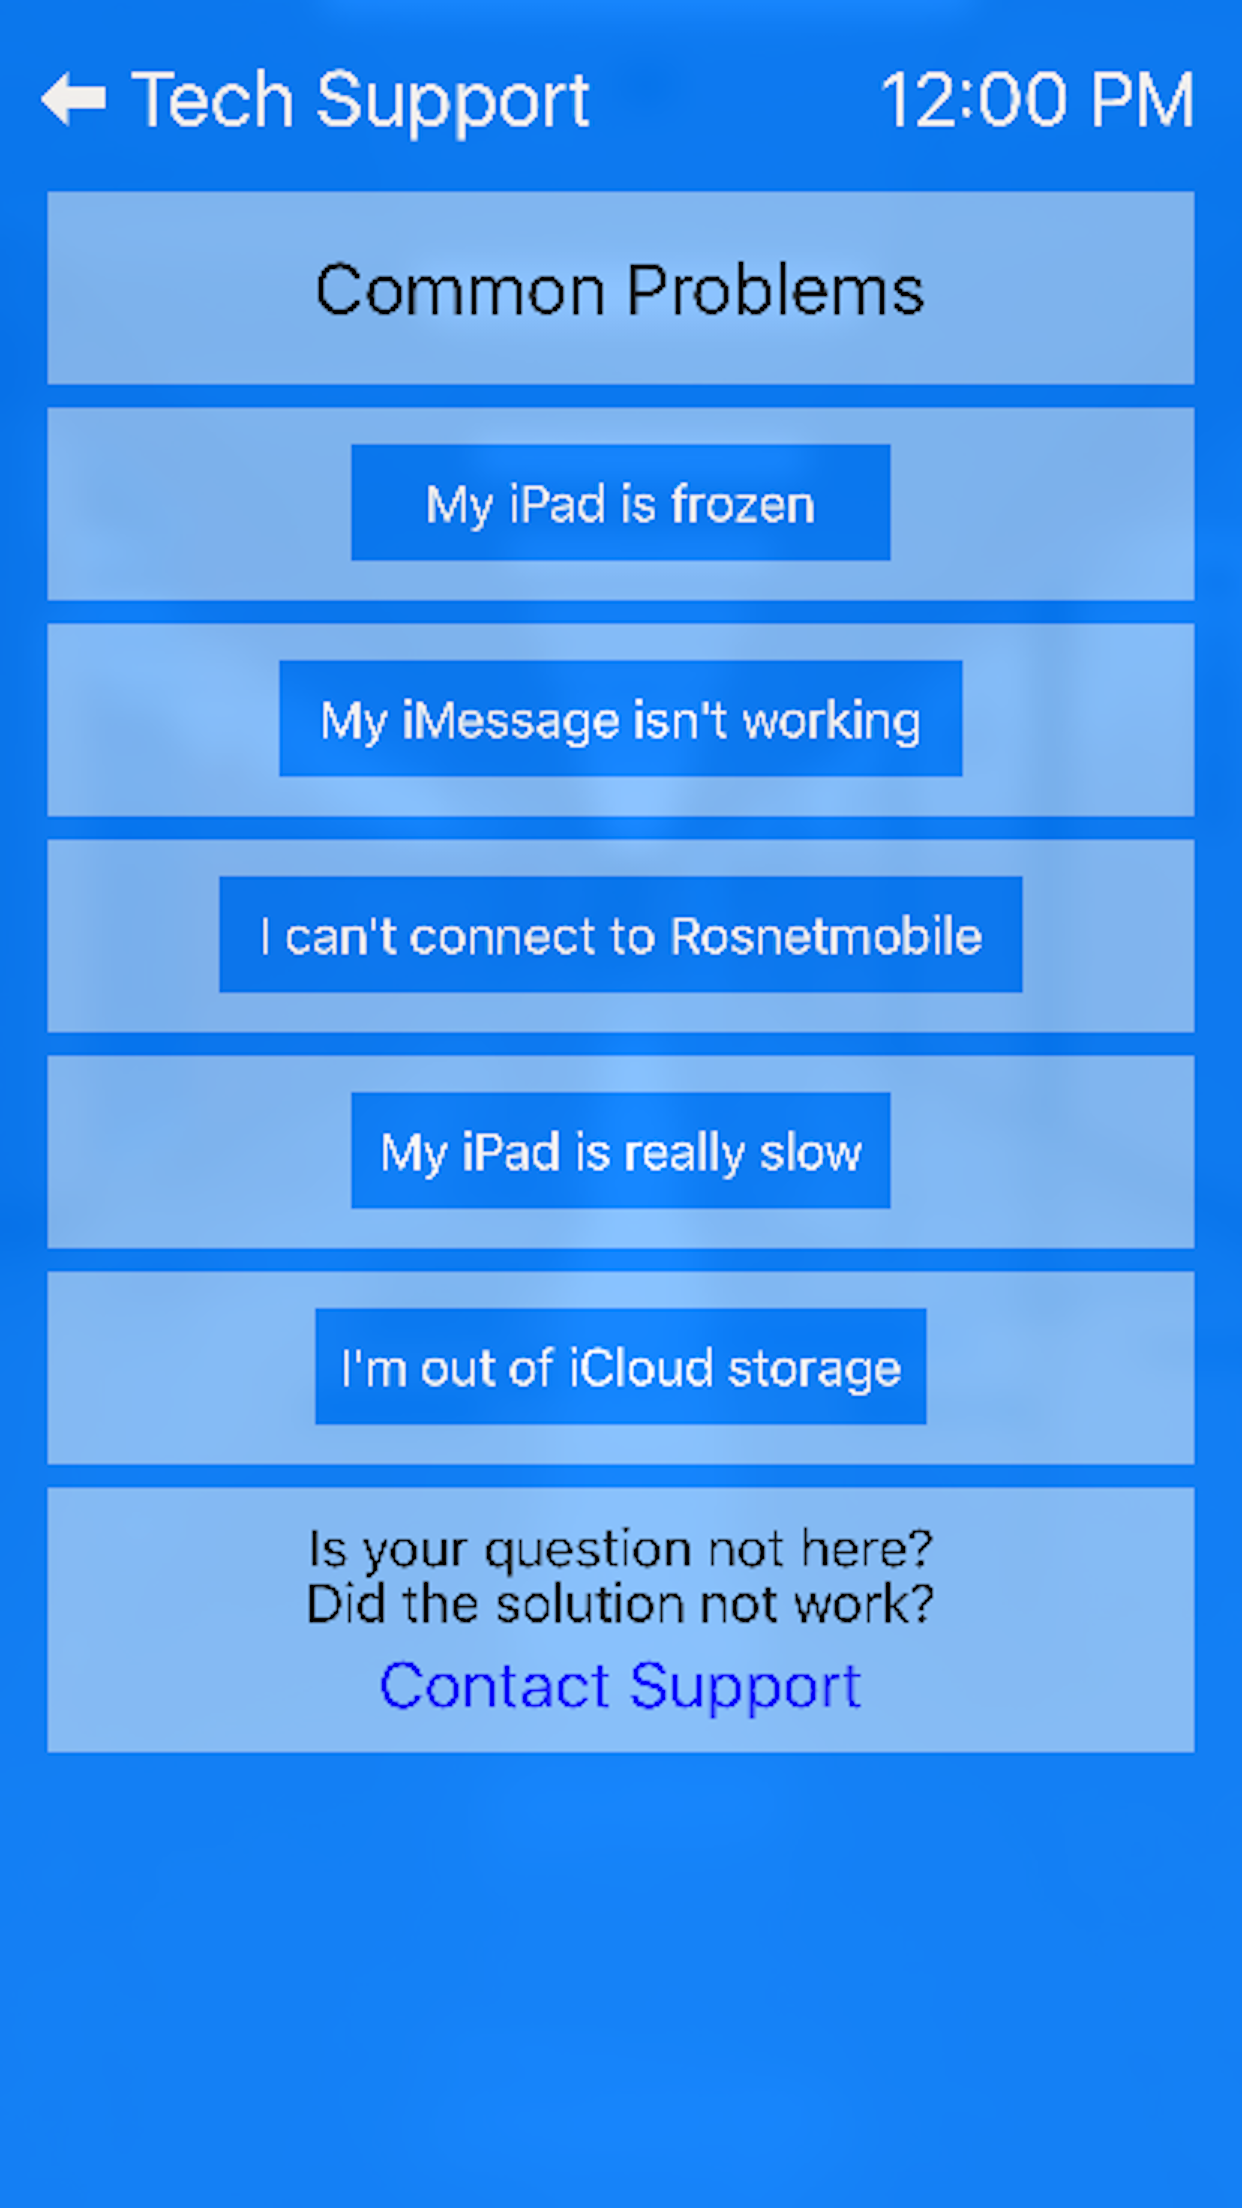 Tech Support 12:00 PM
Common Problems
My iPad is frozen
My iMessage isn't working
I can't connect to Rosnetmobile
My iPad is really slow
I'm out of iCloud storage
Is your question not here?
Did the solution not work?
Contact Support